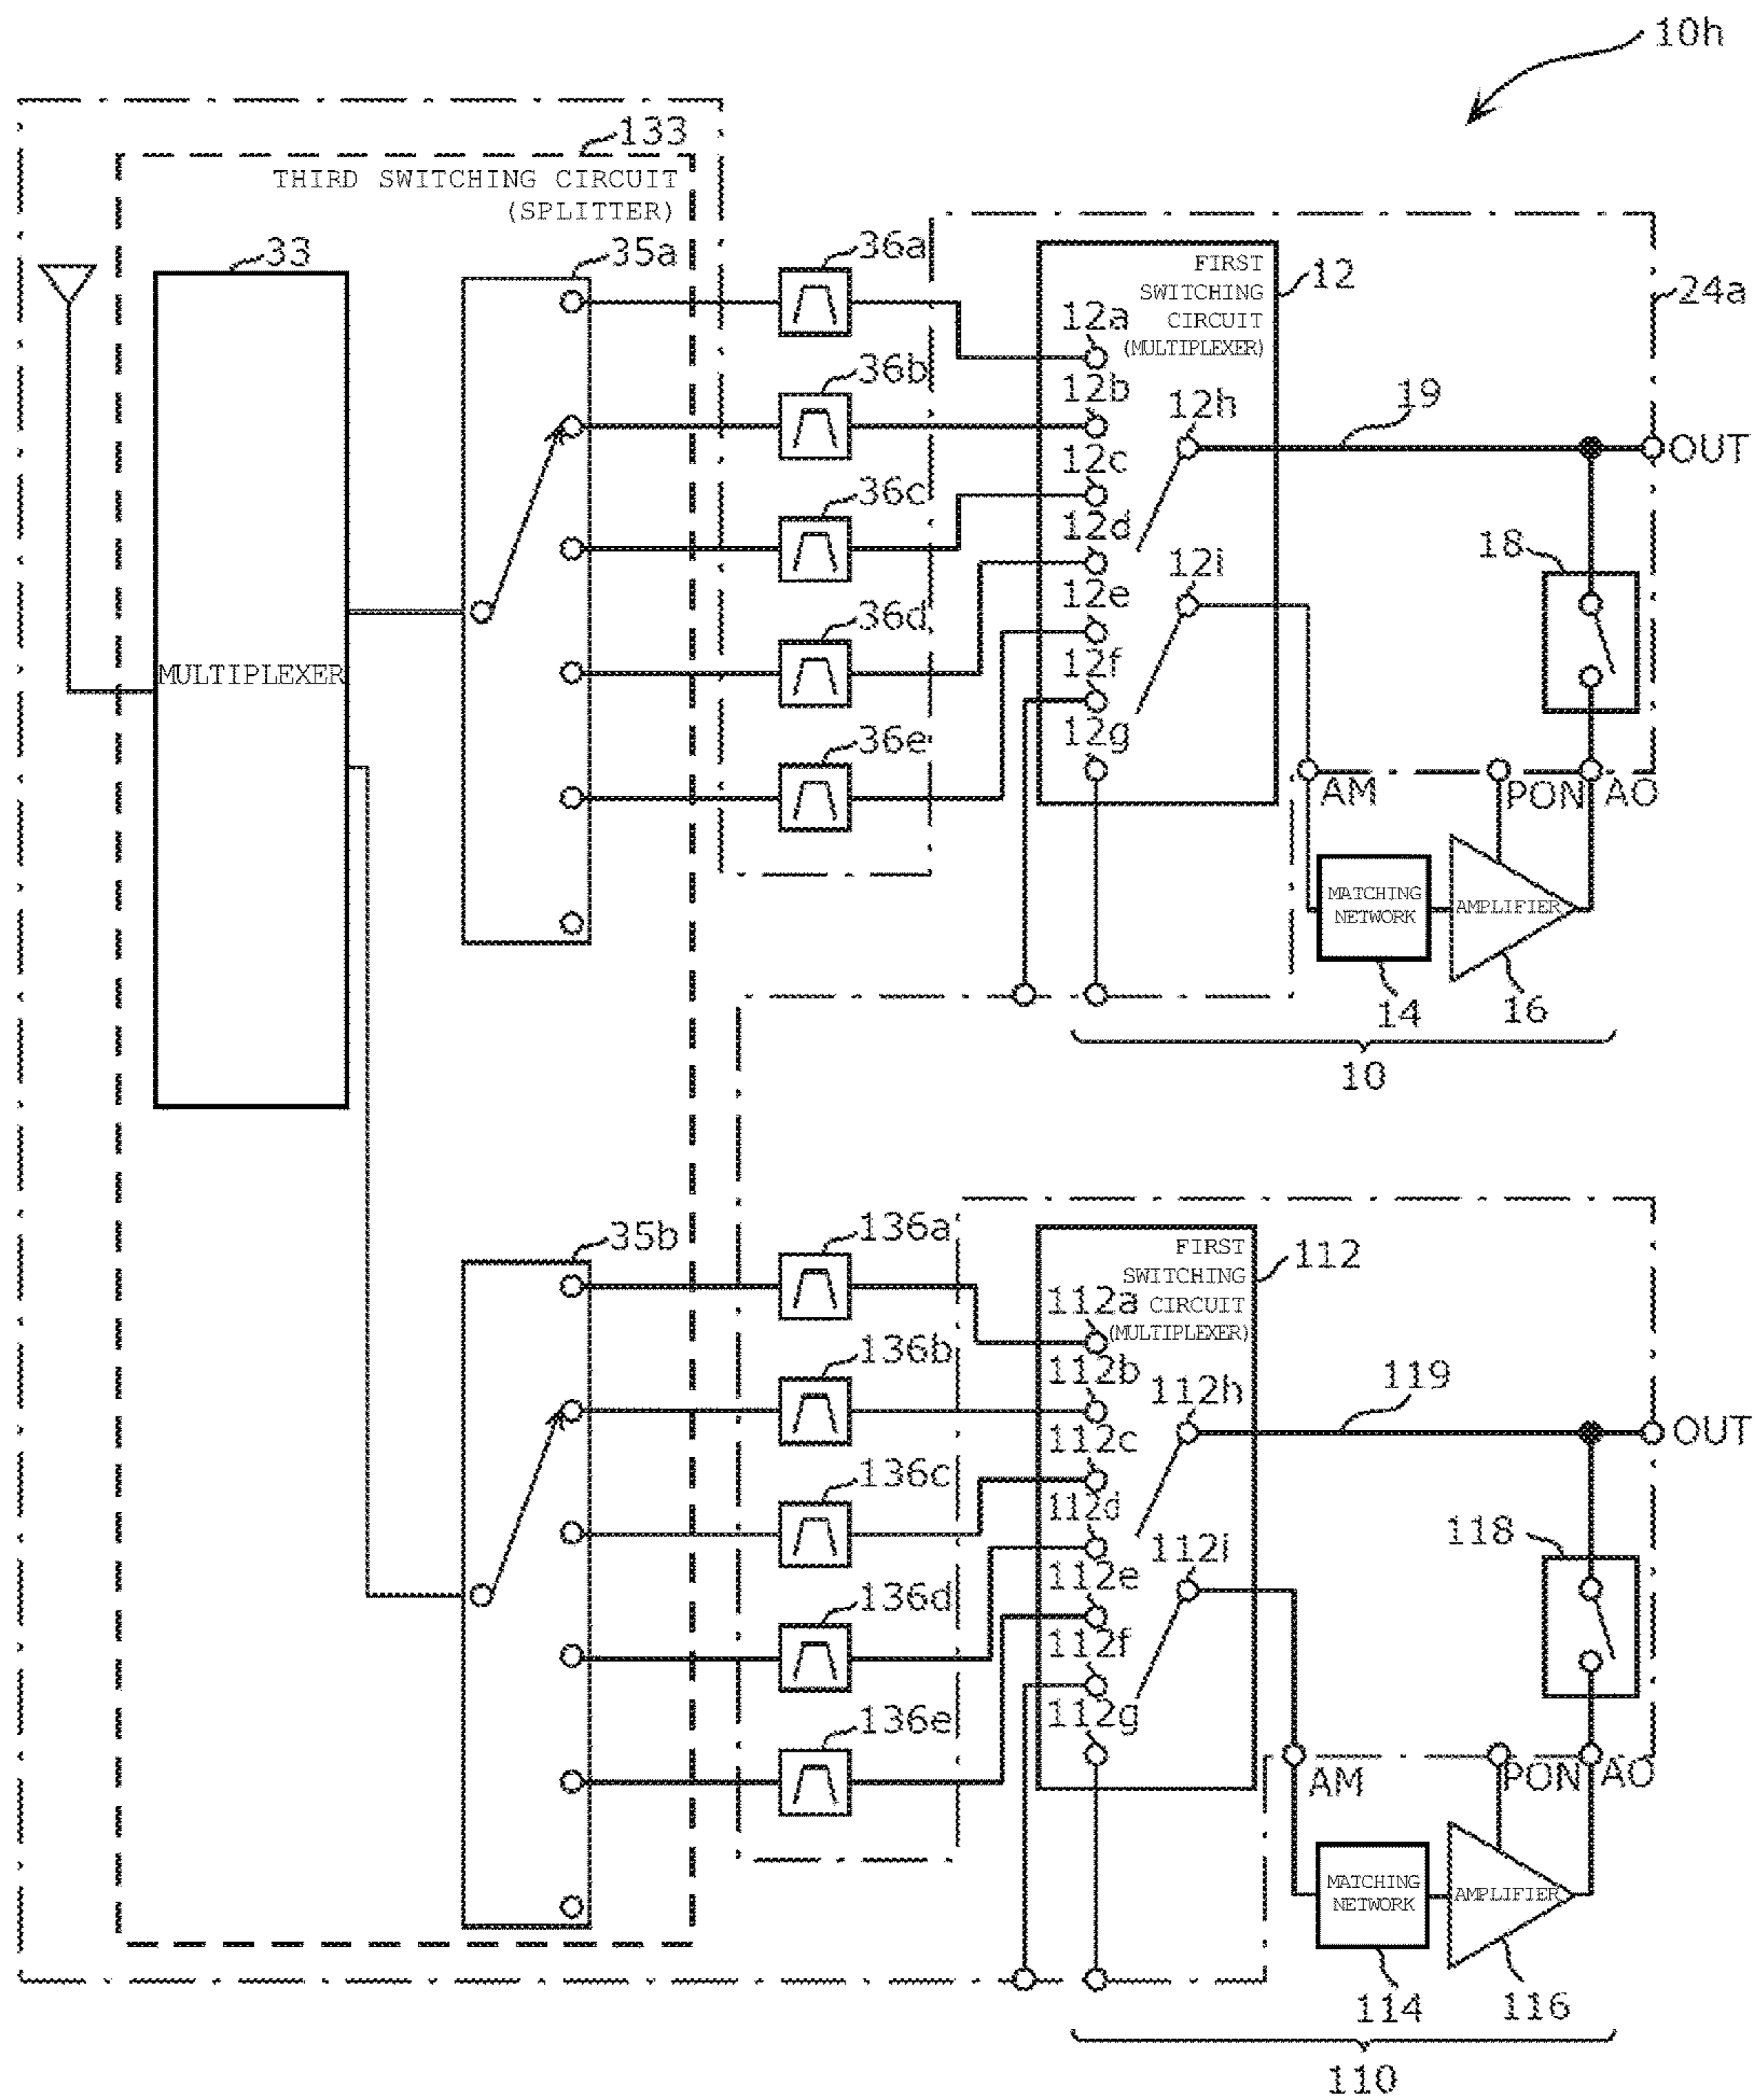 10h
133
THIRD SWITCHING CIRCUIT
(SPLITTER)
33
35a
36a
36b
36c
36d
36e
MULTIPLEXER
FIRST
SWITCHING
CIRCUIT
(MULTIPLEXER)
12
24a
12a
12b
12c
12d
12e
12f
12g
12h
12i
19
OUT
18
AM
PON
AO
MATCHING
NETWORK
AMPLIFIER
14
16
10
35b
136a
136b
136c
136d
136e
FIRST
SWITCHING
CIRCUIT
(MULTIPLEXER)
112
112a
112b
112c
112d
112e
112f
112g
112h
112i
119
OUT
118
AM
PON
AO
MATCHING
NETWORK
AMPLIFIER
114
116
110